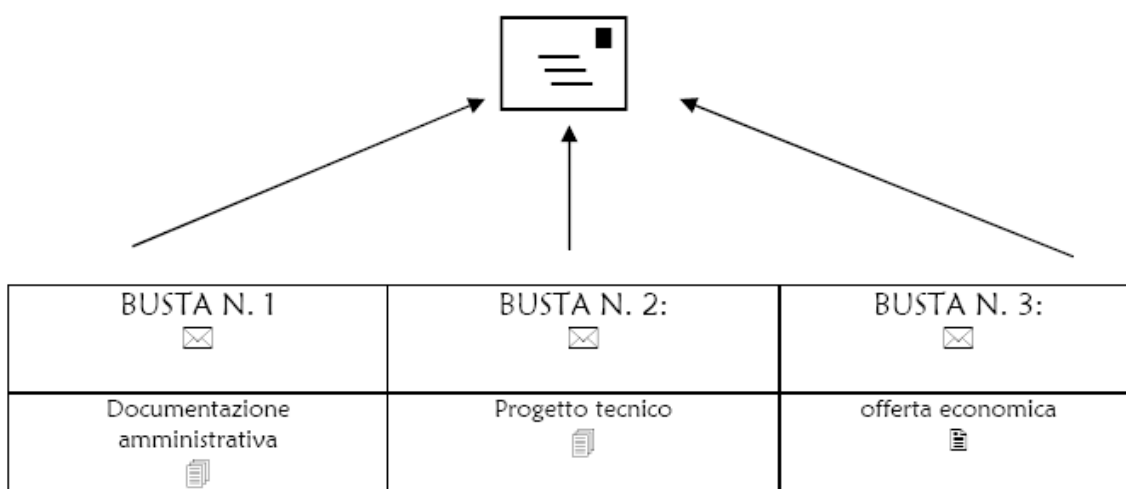 BUSTA N. 1
BUSTA N. 2:
BUSTA N. 3:
Documentazione
amministrativa
Progetto tecnico
offerta economica